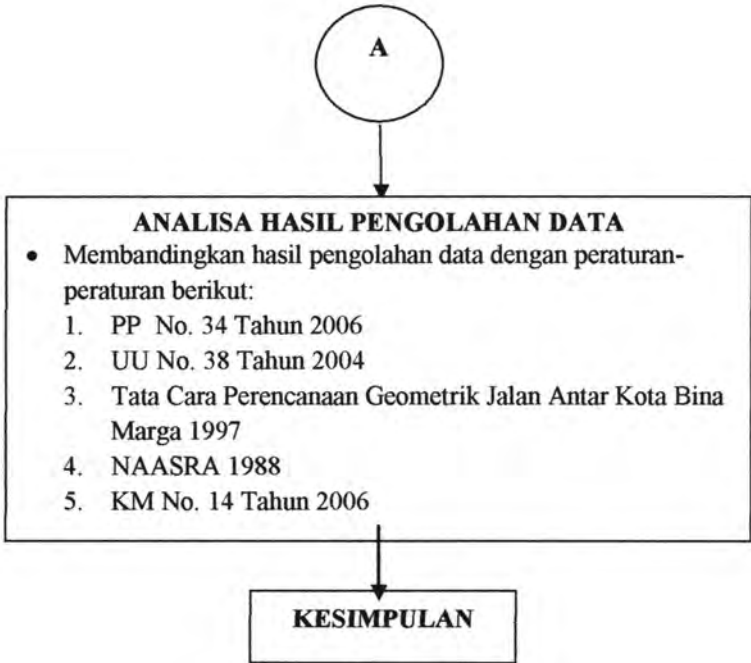 A
ANALISA HASIL PENGOLAHAN DATA
• Membandingkan hasil pengolahan data dengan peraturan-
peraturan berikut:
1. PP No. 34 Tahun 2006
2. UU No. 38 Tahun 2004
3. Tata Cara Perencanaan Geometrik Jalan Antar Kota Bina
Marga 1997
4. NAASRA 1988
5. KM No. 14 Tahun 2006
KESIMPULAN